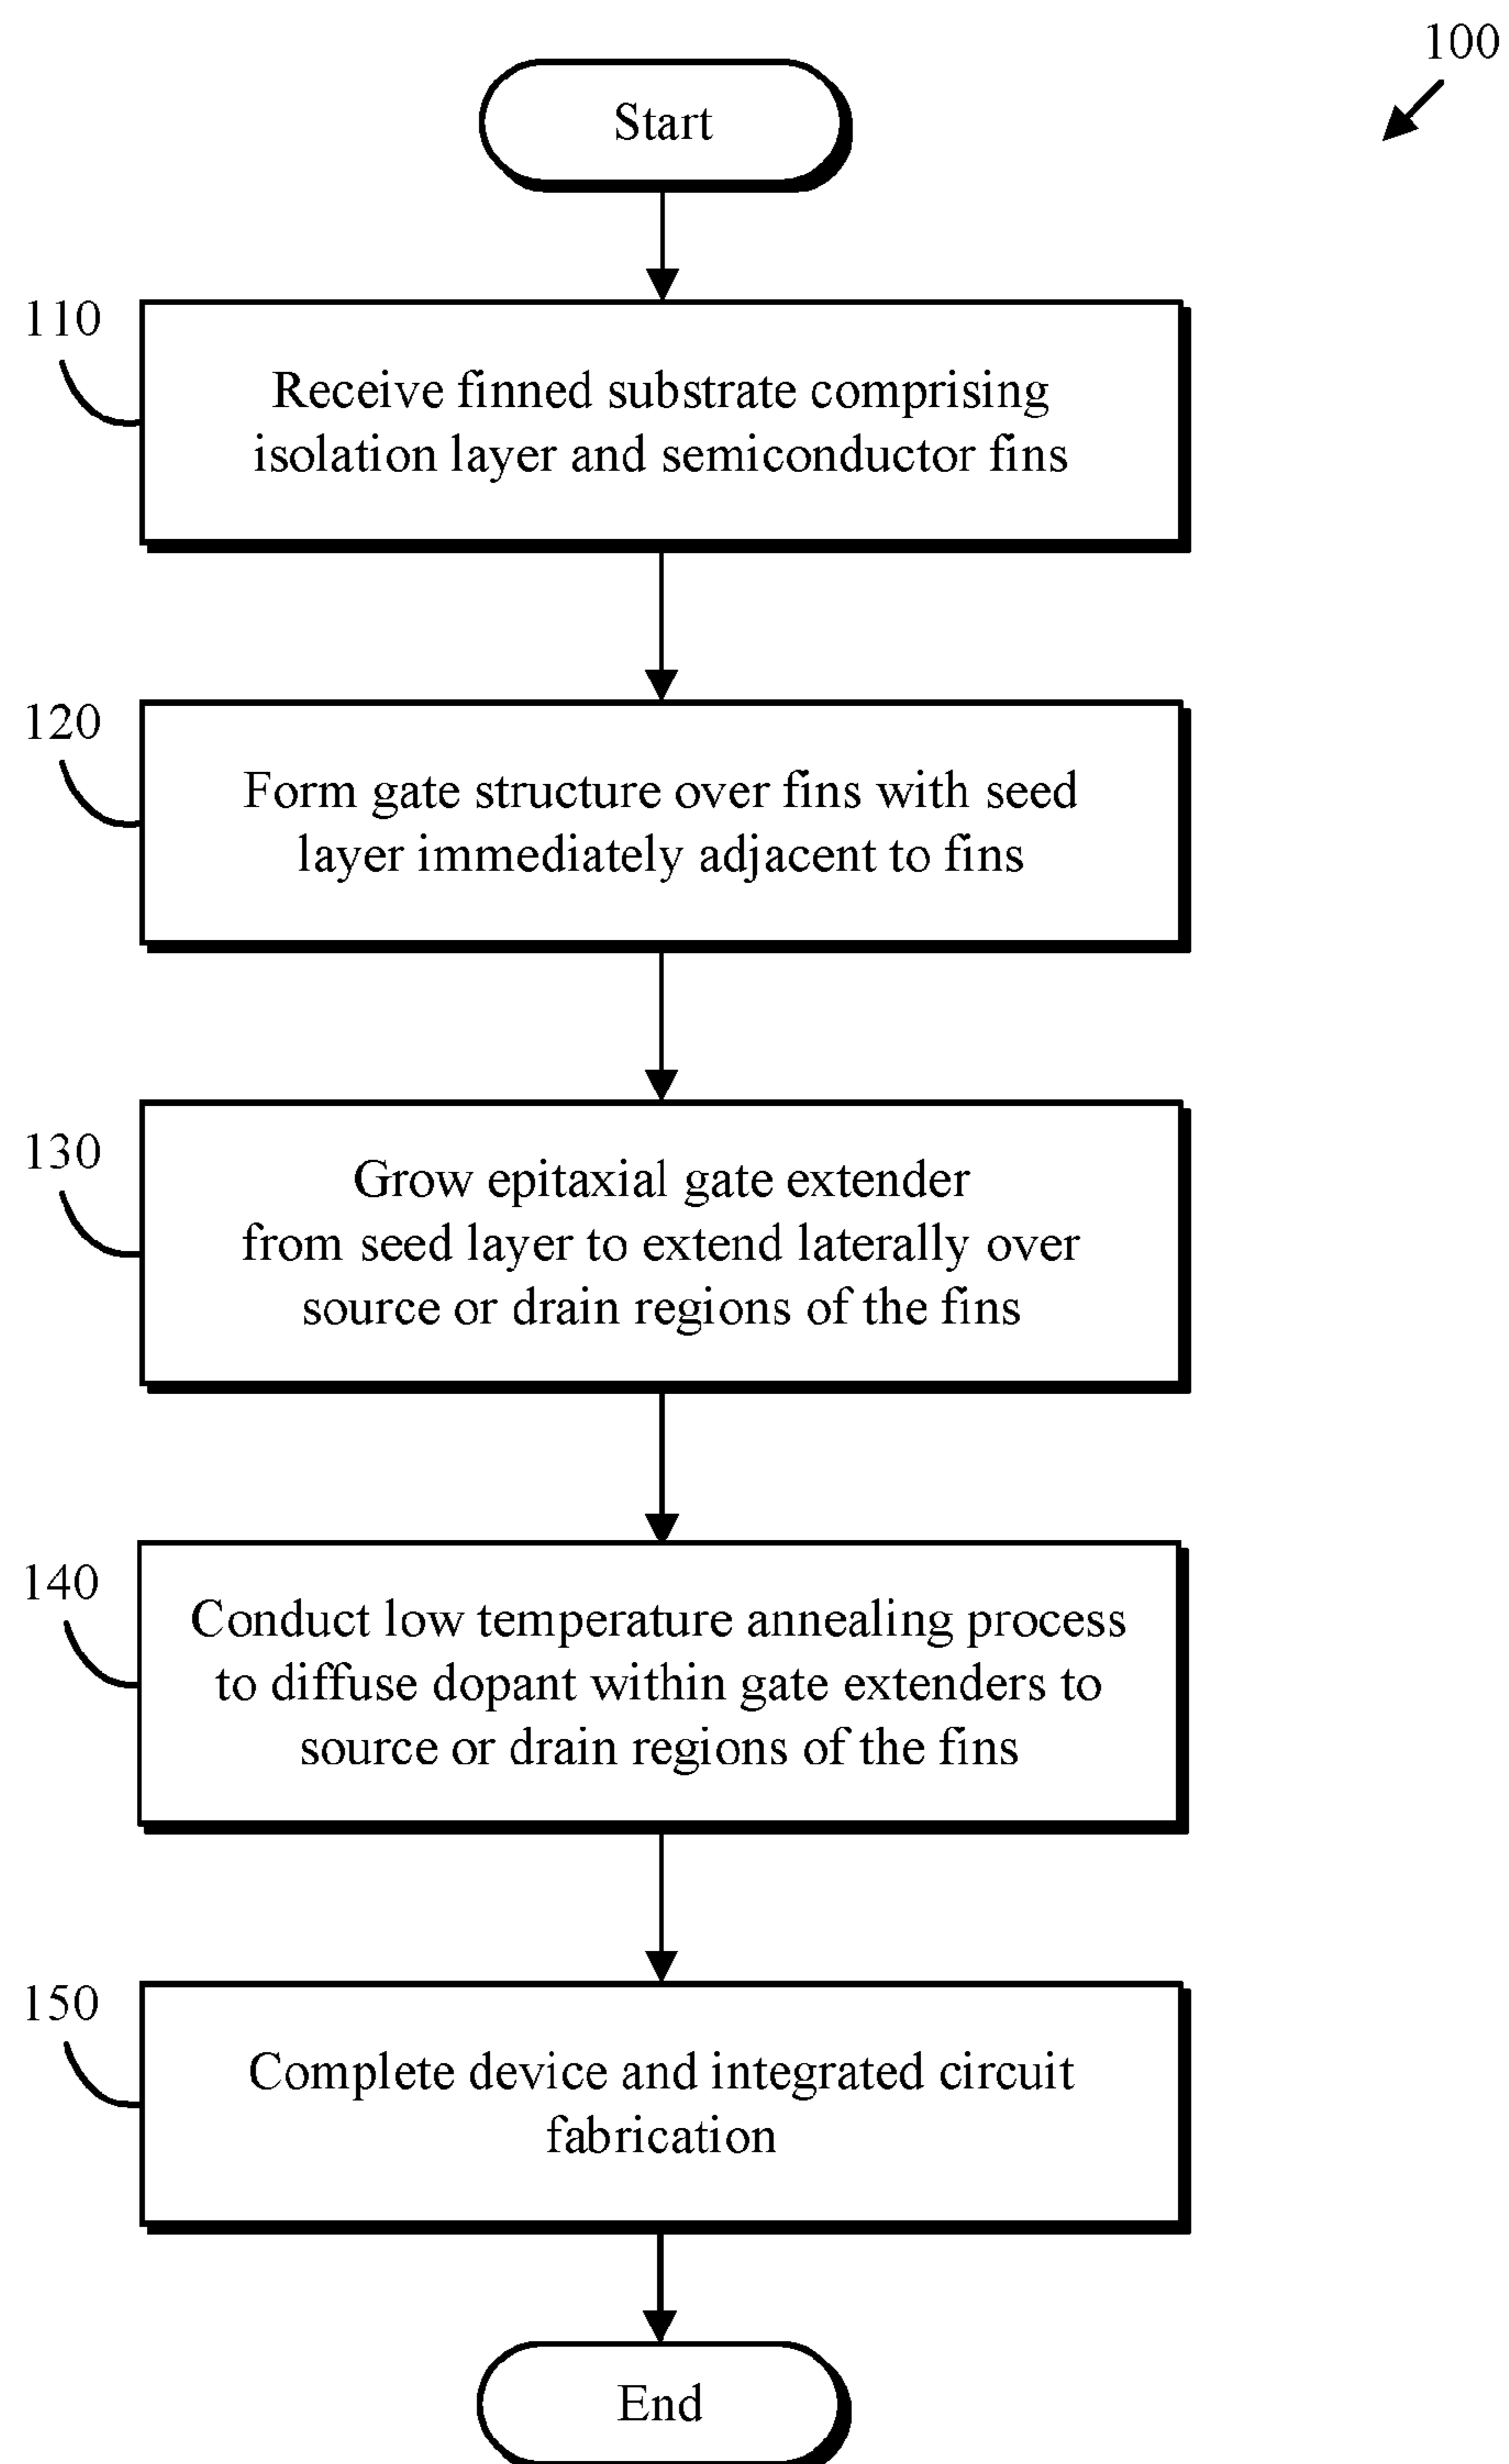 100
Start
110
Receive finned substrate comprising
isolation layer and semiconductor fins
120
Form gate structure over fins with seed
layer immediately adjacent to fins
130
Grow epitaxial gate extender
from seed layer to extend laterally over
source or drain regions of the fins
140
Conduct low temperature annealing process
to diffuse dopant within gate extenders to
source or drain regions of the fins
150
Complete device and integrated circuit
fabrication
End